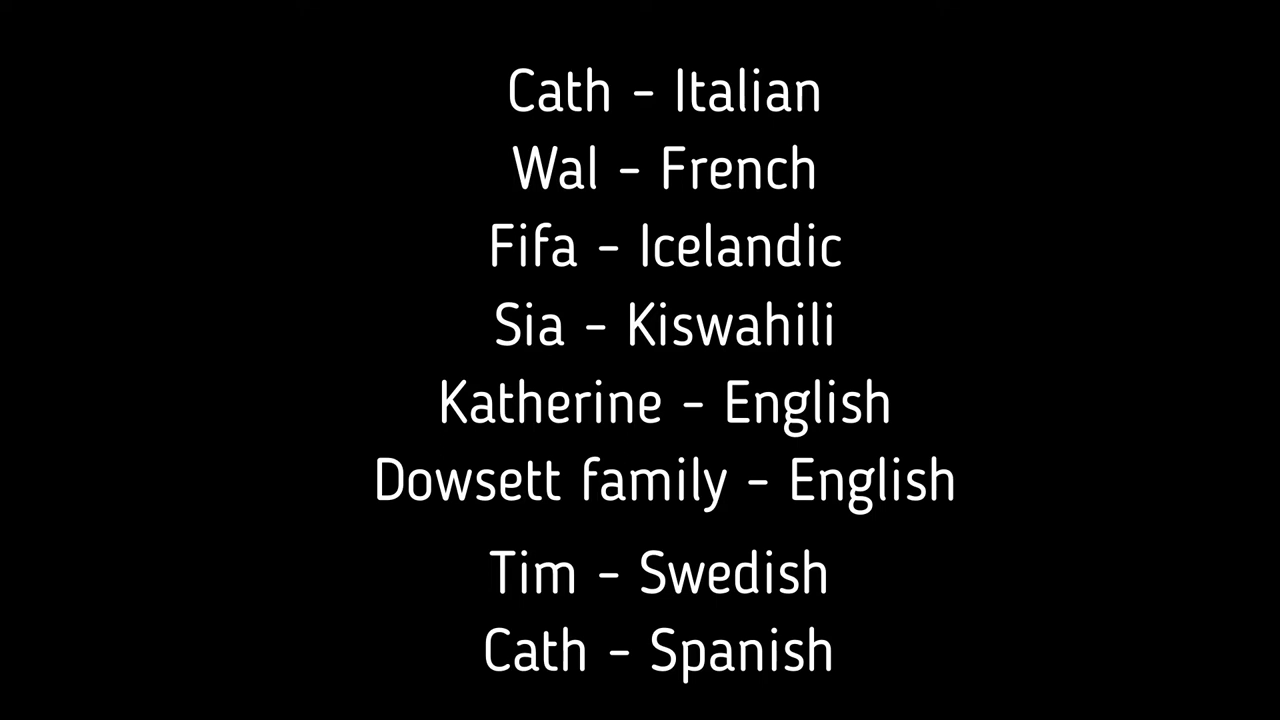 Cath - Italian
Wal - French
Fifa - Icelandic
Sia - Kiswahili
Katherine - English
Dowsett family - English
Tim - Swedish
Cath - Spanish